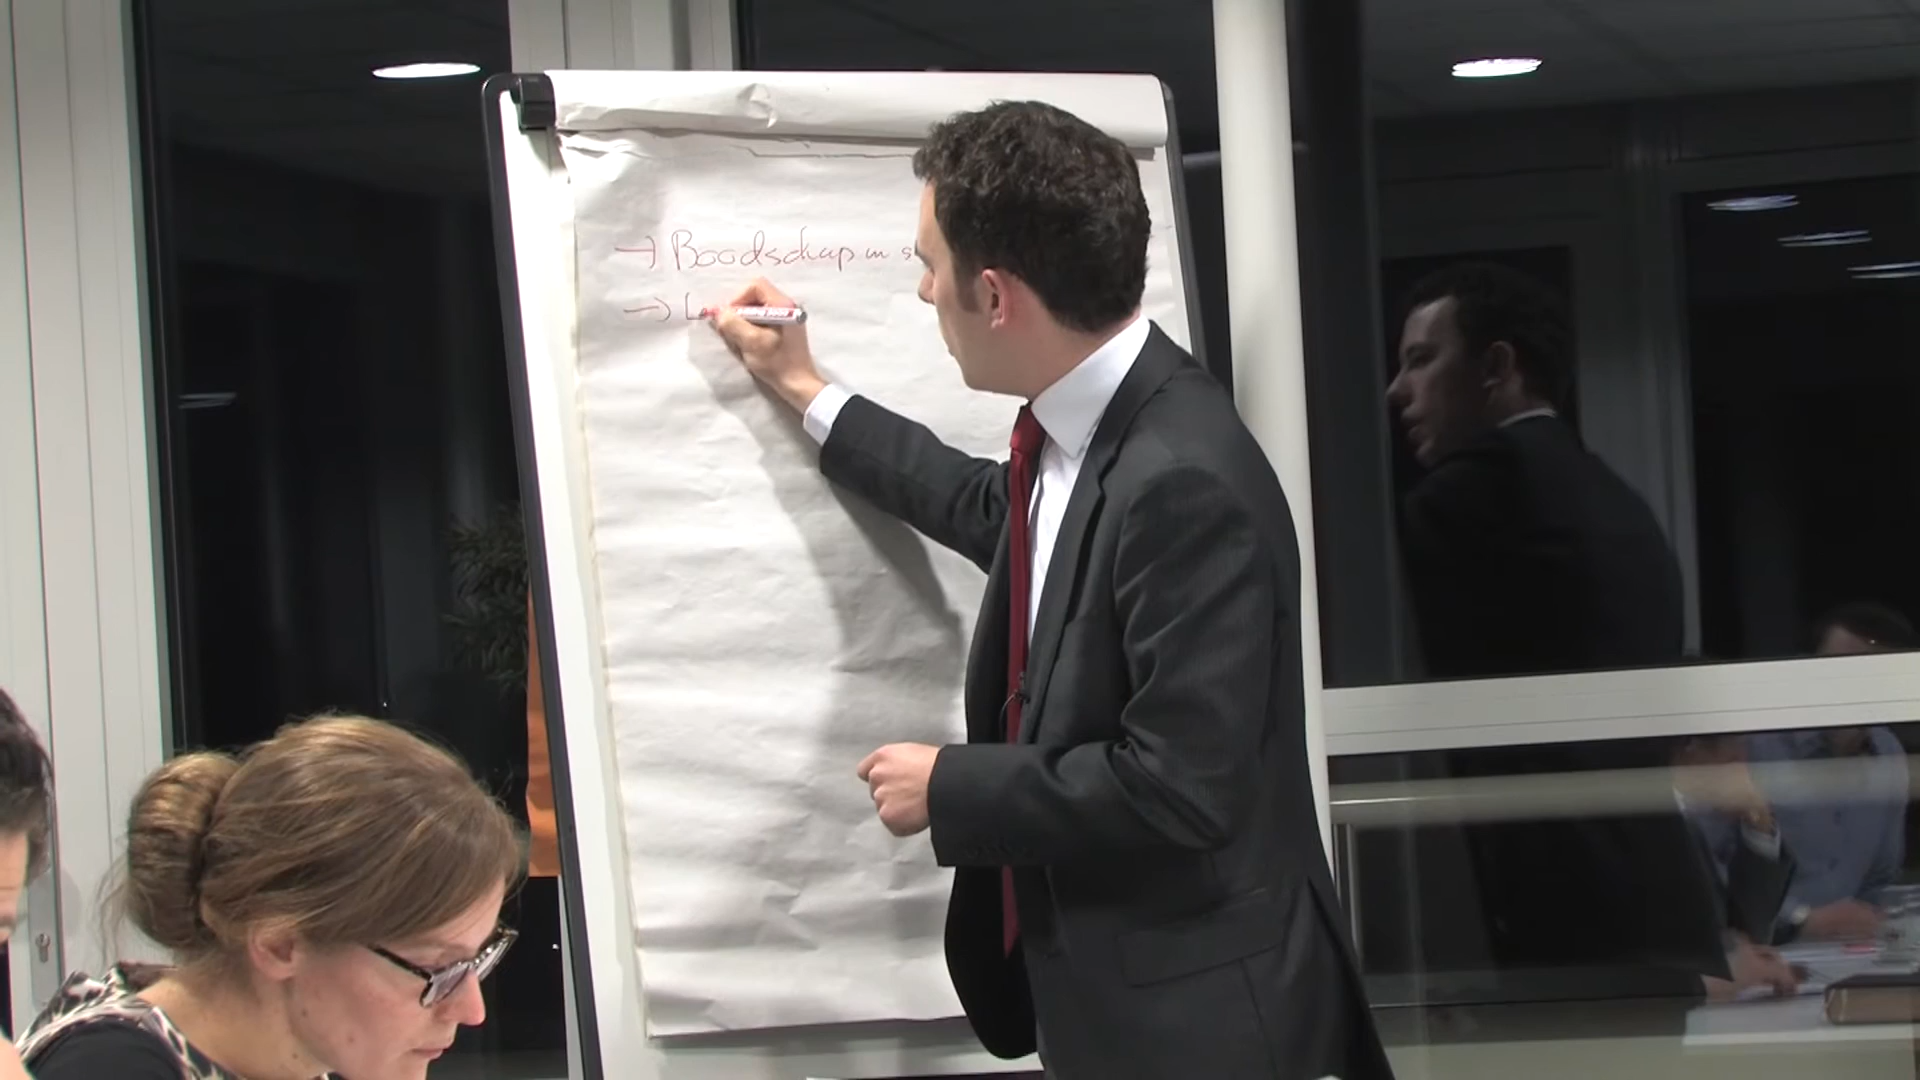 → Boodschap in s
→ L